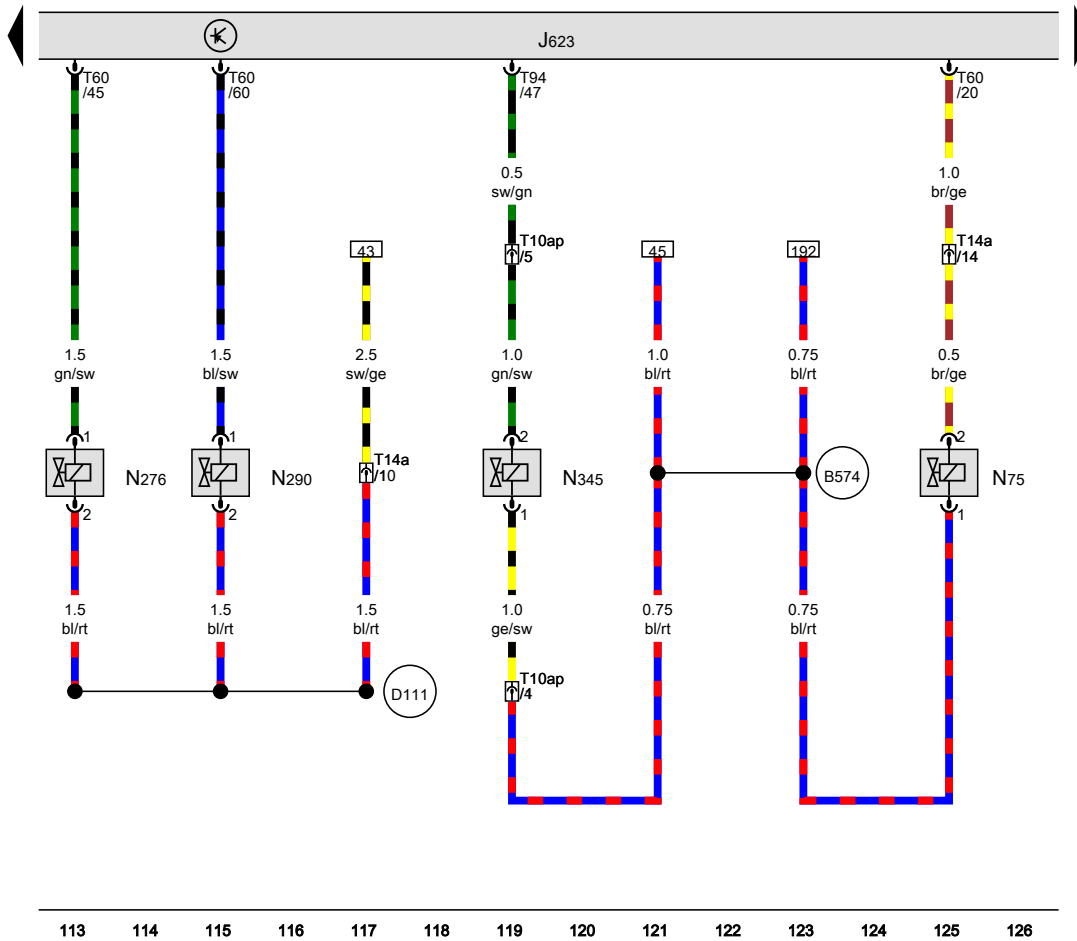 J623
T60
/45
T60
/60
T94
/47
T60
/20
0.5
sw/gn
1.0
br/ge
43
T10ap
/5
45
192
T14a
/14
1.5
gn/sw
1.5
bl/sw
2.5
sw/ge
1.0
gn/sw
1.0
bl/rt
0.75
bl/rt
0.5
br/ge
1
1
2
2
T14a
/10
N276
N290
N345
B574
N75
2
2
1
1
1.5
bl/rt
1.5
bl/rt
1.5
bl/rt
1.0
ge/sw
0.75
bl/rt
0.75
bl/rt
D111
T10ap
/4
113 114 115 116 117 118 119 120 121 122 123 124 125 126